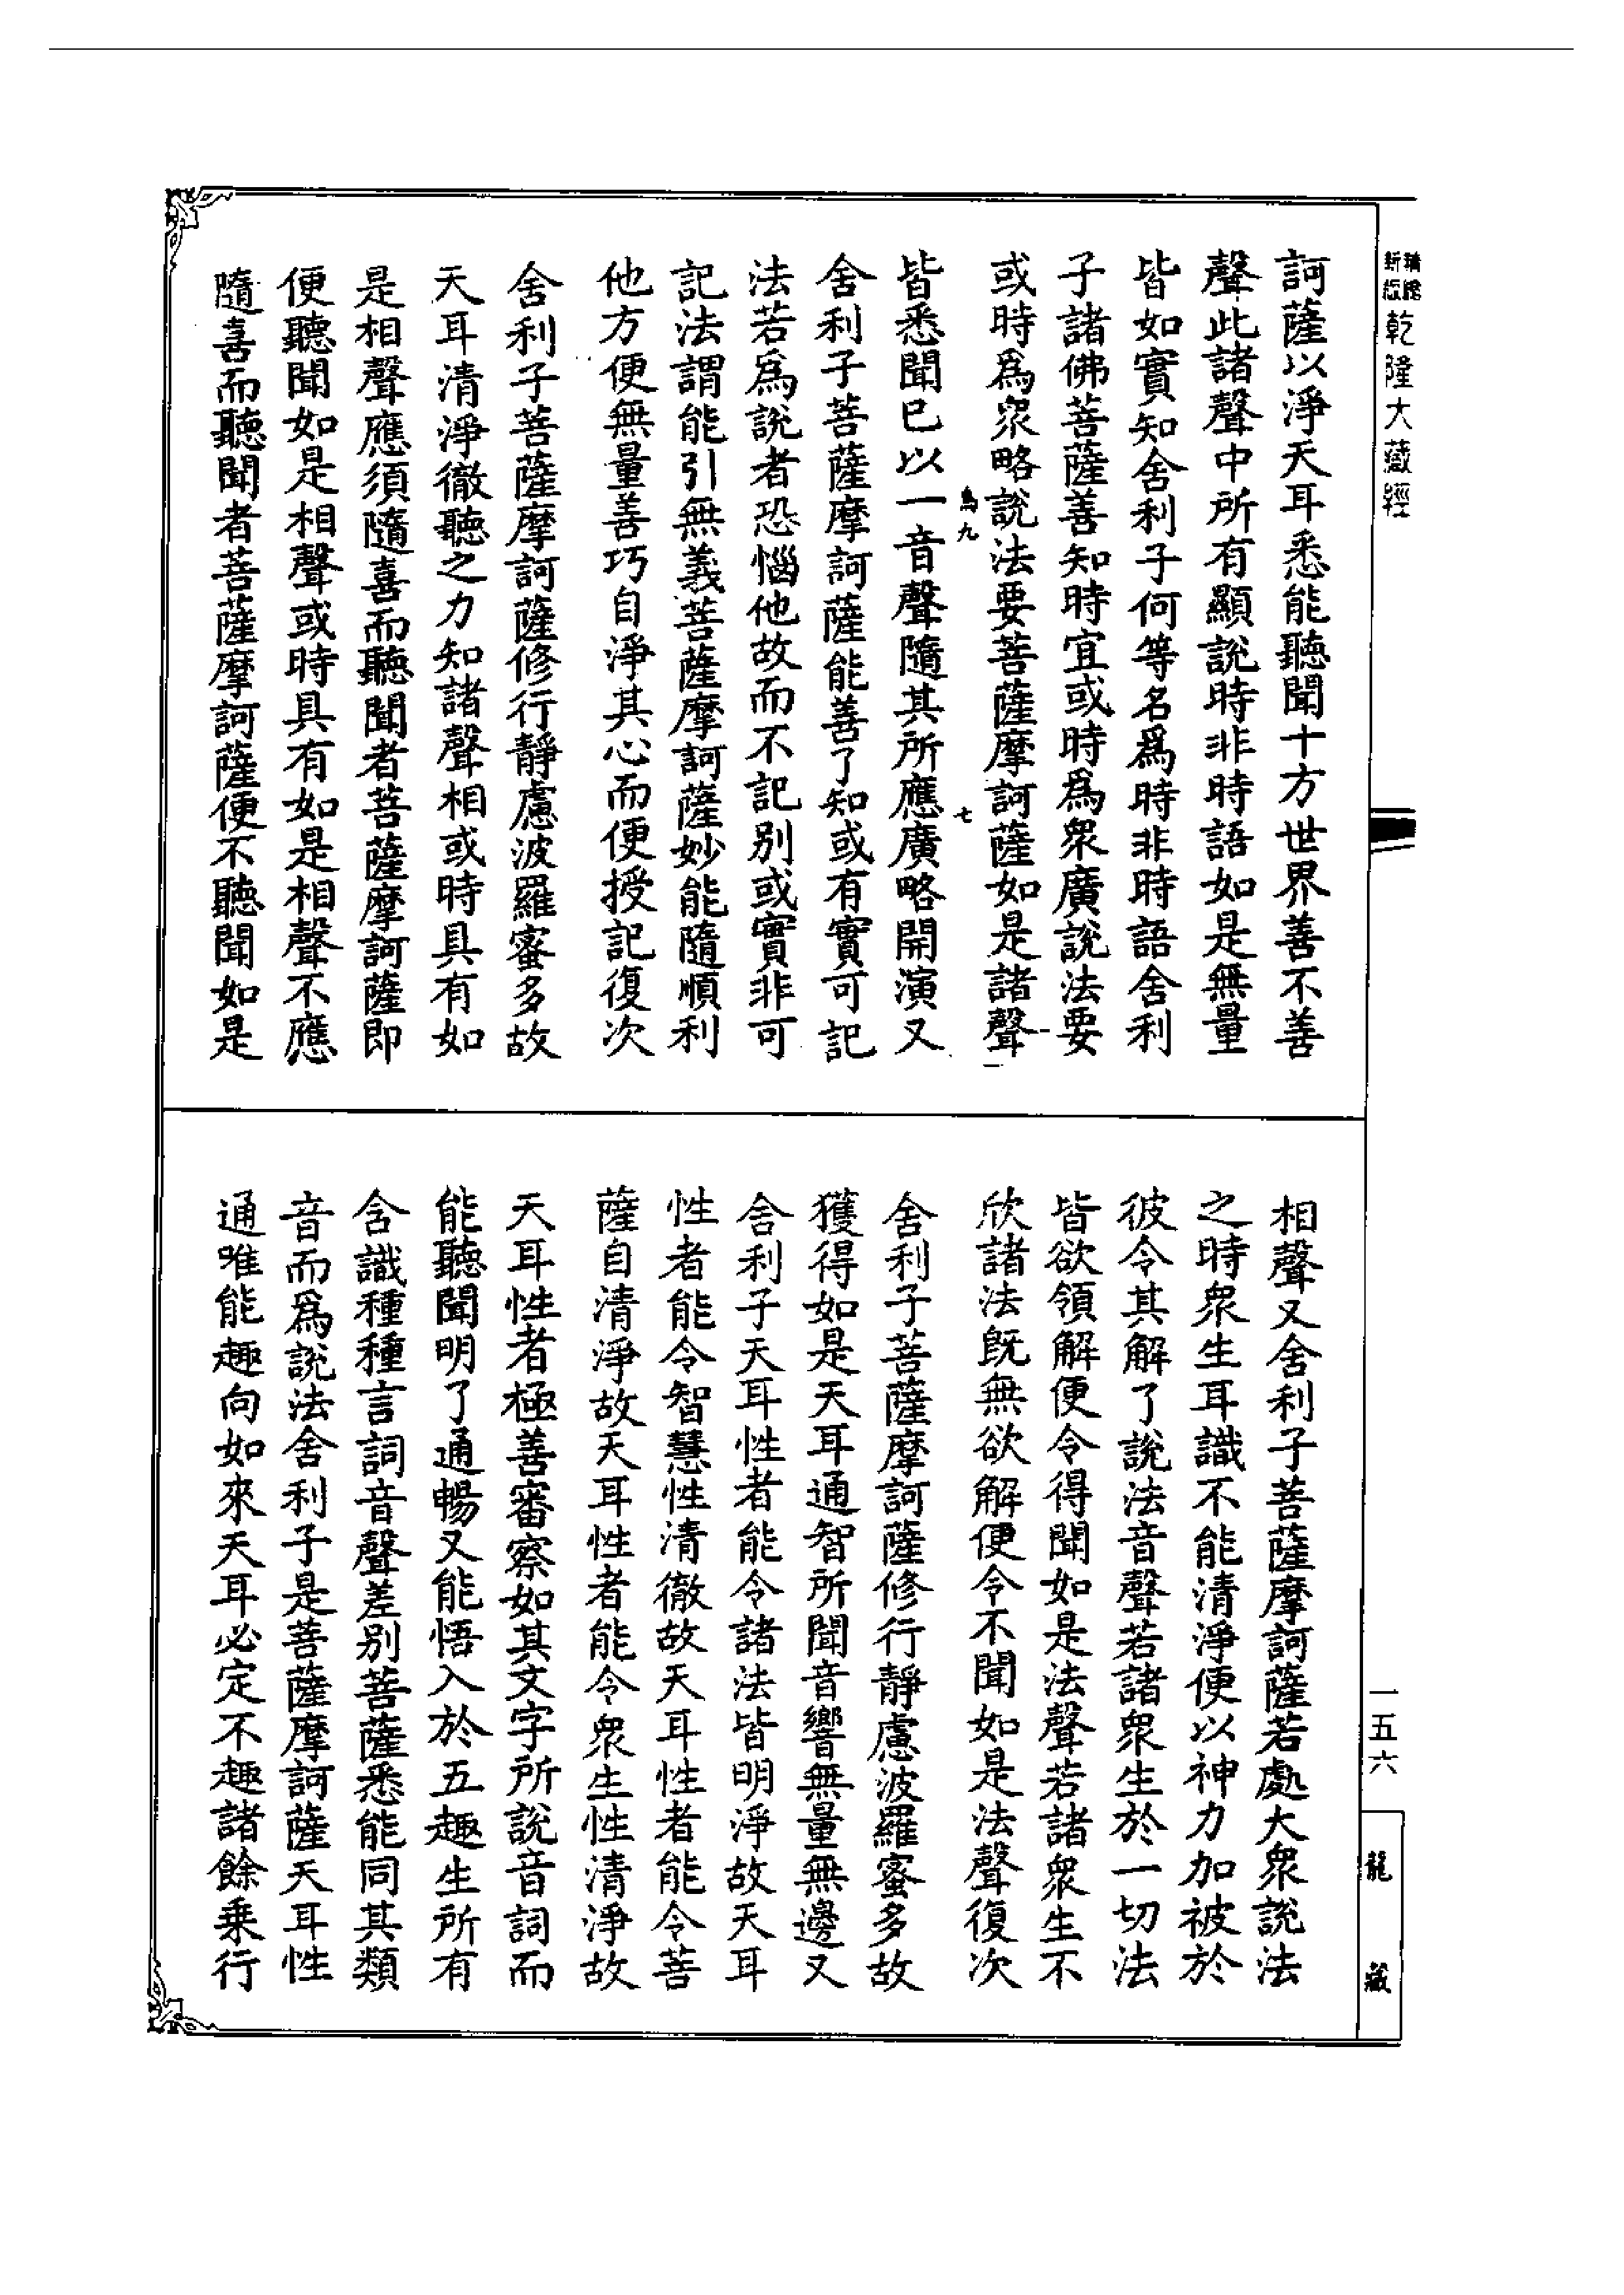 乾隆大藏經
訶薩以淨天耳悉能聽聞十方世界善不善
聲此諸聲中所有顯說時非時語如是無量
皆如實知舍利子何等名爲時非時語舍利
子諸佛菩薩善知時宜或時爲衆廣說法要
或時爲衆略說法要菩薩摩訶薩如是諸聲
九 七
皆悉聞已以一音聲隨其所應廣略開演又
舍利子菩薩摩訶薩能善了知或有實可記
法若爲說者恐惱他故而不記別或實非可
記法謂能引無義菩薩摩訶薩妙能隨順利
他方便無量善巧自淨其心而便授記復次
舍利子菩薩摩訶薩修行靜慮波羅蜜多故
天耳清淨徹聽之力知諸聲相或時具有如
是相聲應須隨喜而聽聞者菩薩摩訶薩即
便聽聞如是相聲或時具有如是相聲不應
隨喜而聽聞者菩薩摩訶薩便不聽聞如是
相聲又舍利子菩薩摩訶薩若處大衆說法
之時衆生耳識不能清淨便以神力加被於
彼令其解了說法音聲若諸衆生於一切法
皆欲領解便令得聞如是法聲若諸衆生不
欣諸法既無欲解便令不聞如是法聲復次
舍利子菩薩摩訶薩修行靜慮波羅蜜多故
獲得如是天耳通智所聞音響無量無邊又
舍利子天耳性者能令諸法皆明淨故天耳
性者能令智慧性清徹故天耳性者能令菩
薩自清淨故天耳性者能令衆生性清淨故
天耳性者極善審察如其文字所說音詞而
能聽聞明了通暢又能悟入於五趣生所有
含識種種言詞音聲差別菩薩悉能同其類
音而爲說法舍利子是菩薩摩訶薩天耳性
通唯能趣向如來天耳必定不趣諸餘乘行
一五六
龍藏